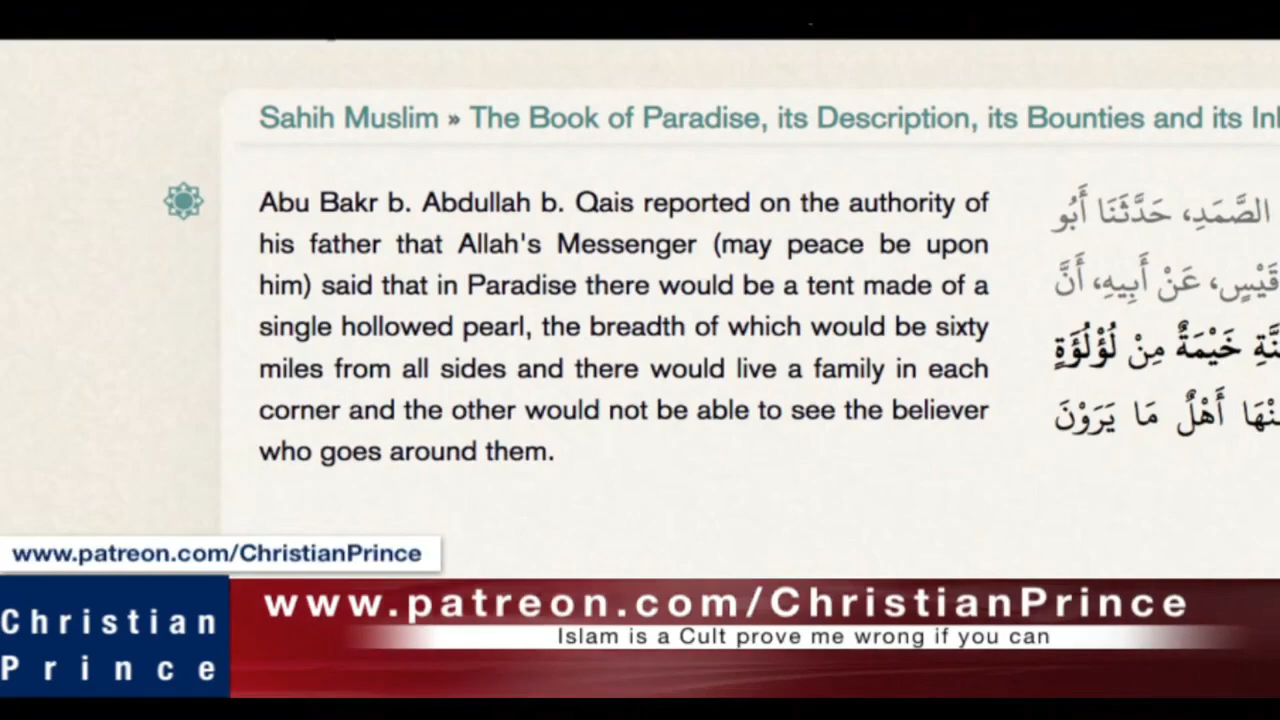 Sahih Muslim » The Book of Paradise, its Description, its Bounties and its
Abu Bakr b. Abdullah b. Qais reported on the authority of
his father that Allah's Messenger (may peace be upon
him) said that in Paradise there would be a tent made of a
single hollowed pearl, the breadth of which would be sixty
miles from all sides and there would live a family in each
corner and the other would not be able to see the believer
who goes around them.
الصَّمَدِ، حَدَّثَنَا أَبُو
قَيْسٍ، عَنْ أَبِيهِ، أَنَّ
خَيْمَةٌ مِنْ لُؤْلُؤَةٍ
أَهْلٌ مَا يَرَوْنَ
www.patreon.com/ChristianPrince
Christian
Prince
www.patreon.com/ChristianPrince
Islam is a Cult prove me wrong if you can